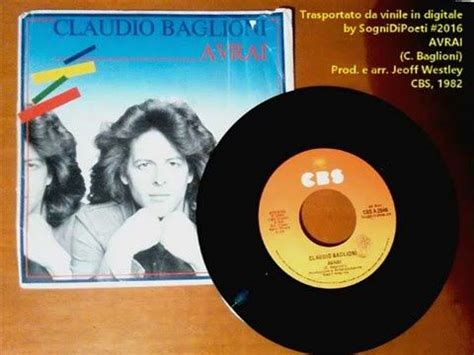 CLAUDIO BAGLIONI
AVRAI
Trasportato da vinile in digitale
by SogniDiPoeti #2016
AVRAI
(C. Baglioni)
Prod. e arr. Jeoff Westley
CBS, 1982
CBS
CLAUDIO BAGLIONI
AVRAI